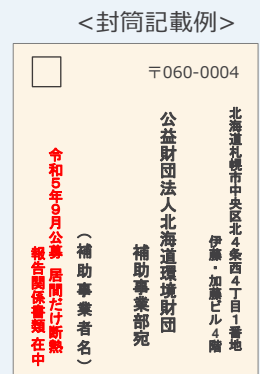 <封筒記載例>
〒060-0004
北海道札幌市中央区北4条西4丁目1番地
伊藤・加藤ビル4階
公益財団法人北海道環境財団
補助事業部宛
（補助事業者名）
令和5年9月公募 居間だけ断熱
報告関係書類 在中